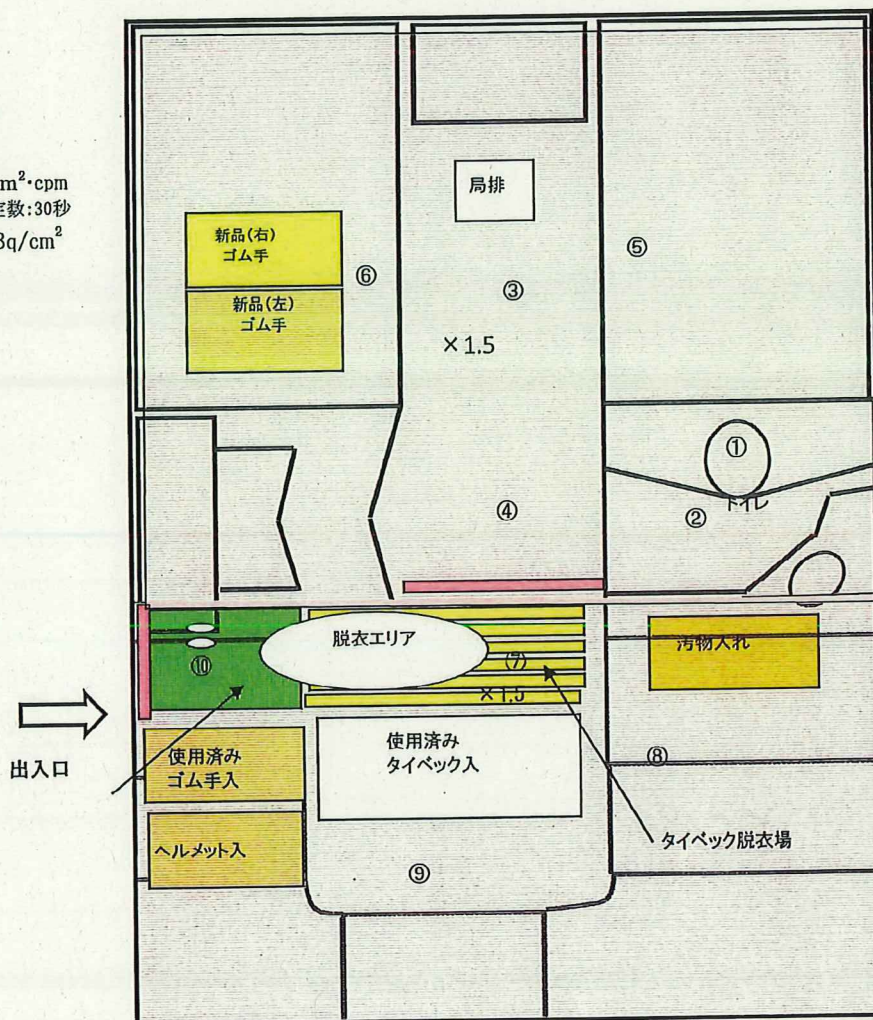 m²・cpm
定数:30秒
Bq/cm²
局排
新品(右)
ゴム手
⑥
③
⑤
新品(左)
ゴム手
×1.5
①
④
②
トイレ
脱衣エリア
⑩
(7)
汚物入れ
×1.5
出入口
使用済み
ゴム手入
使用済み
タイベック入
⑧
ヘルメット入
タイベック脱衣場
⑨